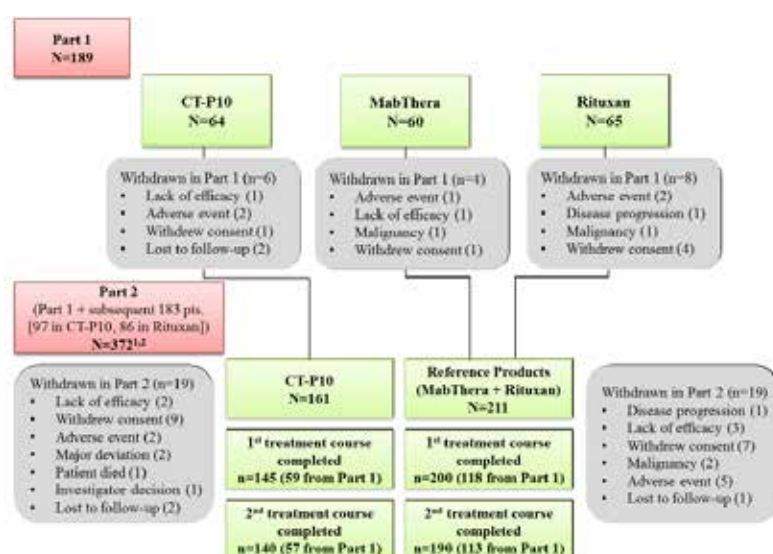 Part 1
N=189
CT-P10
N=64
MabThera
N=60
Rituxan
N=65
Withdrawn in Part 1 (n=6)
• Lack of efficacy (1)
• Adverse event (2)
• Withdrew consent (1)
• Lost to follow-up (2)
Withdrawn in Part 1 (n=4)
• Adverse event (1)
• Lack of efficacy (1)
• Malignancy (1)
• Withdrew consent (1)
Withdrawn in Part 1 (n=8)
• Adverse event (2)
• Disease progression (1)
• Malignancy (1)
• Withdrew consent (4)
Part 2
(Part 1 + subsequent 183 pts.
[97 in CT-P10, 86 in Rituxan])
N=372¹,²
Withdrawn in Part 2 (n=19)
• Lack of efficacy (2)
• Withdrew consent (9)
• Adverse event (2)
• Major deviation (2)
• Patient died (1)
• Investigator decision (1)
• Lost to follow-up (2)
CT-P10
N=161
Reference Products
(MabThera + Rituxan)
N=211
Withdrawn in Part 2 (n=19)
• Disease progression (1)
• Lack of efficacy (3)
• Withdrew consent (7)
• Malignancy (2)
• Adverse event (5)
• Lost to follow-up (1)
1st treatment course
completed
n=145 (59 from Part 1)
1st treatment course
completed
n=200 (118 from Part 1)
2nd treatment course
completed
n=140 (57 from Part 1)
2nd treatment course
completed
n=190 (113 from Part 1)